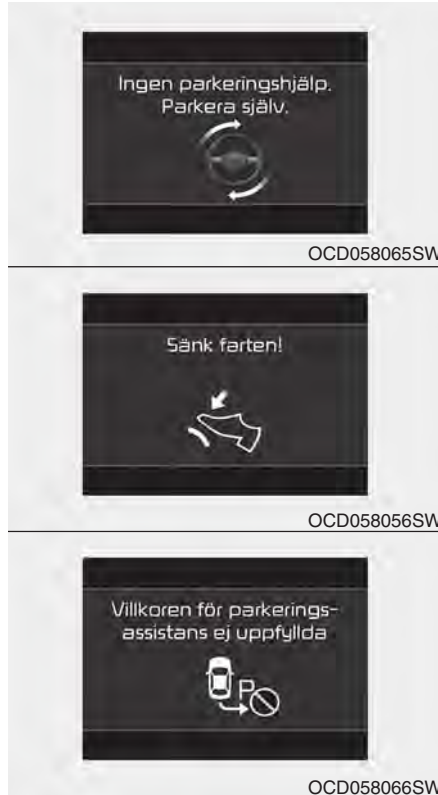 Ingen parkeringshjälp.
Parkera själv.
OCD058065SW
Sänk farten!
OCD058056SW
Villkoren för parkerings-
assistans ej uppfyllda
P
OCD058066SW